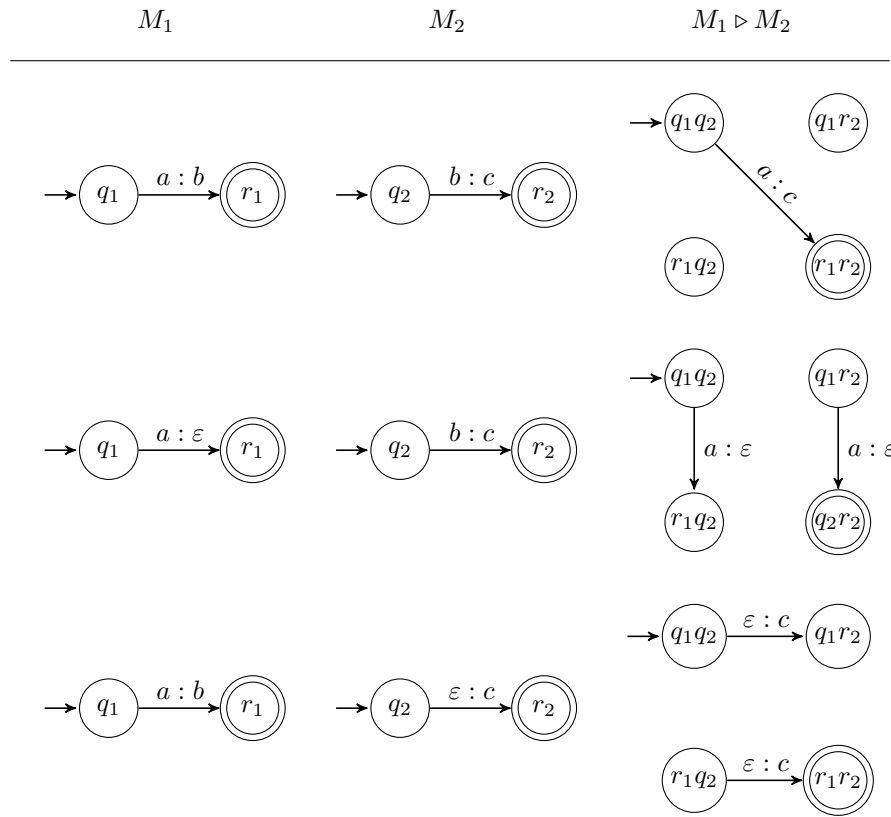 M₁ M₂ M₁ ▹ M₂
q₁q₂ q₁r₂
q₁ a : b r₁ q₂ b : c r₂ a : c
r₁q₂ r₁r₂
q₁q₂ q₁r₂
q₁ a : ε r₁ q₂ b : c r₂ a : ε a : ε
r₁q₂ q₂r₂
q₁q₂ ε : c q₁r₂
q₁ a : b r₁ q₂ ε : c r₂
r₁q₂ ε : c r₁r₂